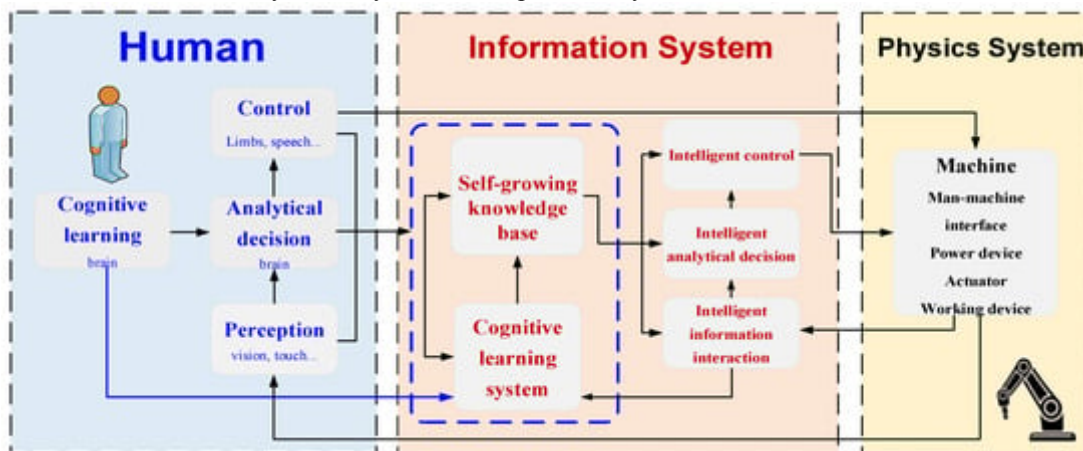 Human
Information System
Physics System
Control
Limbs, speech...
Cognitive
learning
brain
Analytical
decision
brain
Perception
vision, touch...
Self-growing
knowledge
base
Cognitive
learning
system
Intelligent control
Intelligent
analytical decision
Intelligent
information
interaction
Machine
Man-machine
interface
Power device
Actuator
Working device